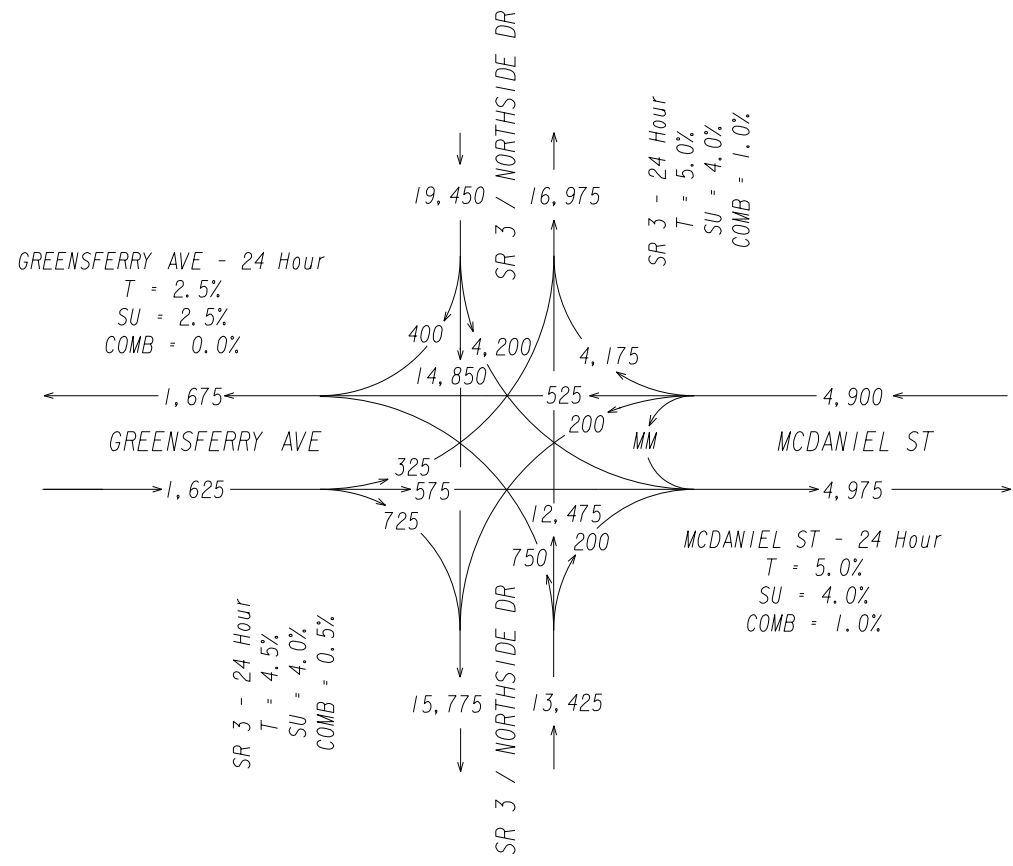 SR 3 / NORTHSIDE DR
SR 3 - 24 Hour
T = 5.0%
SU = 4.0%
COMB = 1.0%
19,450
16,975
GREENSFERRY AVE - 24 Hour
T = 2.5%
SU = 2.5%
COMB = 0.0%
400
4,200
4,175
14,850
1,675
525
4,900
200
GREENSFERRY AVE
MM
MCDANIEL ST
325
1,625
575
4,975
725
12,475
750
200
MCDANIEL ST - 24 Hour
T = 5.0%
SU = 4.0%
COMB = 1.0%
SR 3 - 24 Hour
T = 4.5%
SU = 4.0%
COMB = 0.5%
15,775
13,425
SR 3 / NORTHSIDE DR